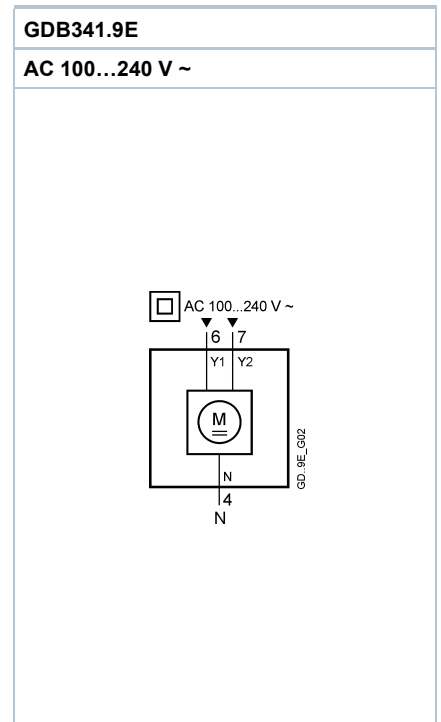 GDB341.9E
AC 100…240 V ~
AC 100...240 V ~
6 7
Y1 Y2
M
N
4
N
GD..9E_G02